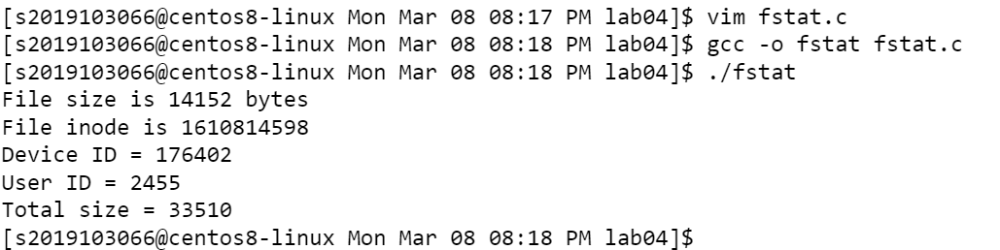 [s2019103066@centos8-linux Mon Mar 08 08:17 PM lab04]$ vim fstat.c
[s2019103066@centos8-linux Mon Mar 08 08:18 PM lab04]$ gcc -o fstat fstat.c
[s2019103066@centos8-linux Mon Mar 08 08:18 PM lab04]$ ./fstat
File size is 14152 bytes
File inode is 1610814598
Device ID = 176402
User ID = 2455
Total size = 33510
[s2019103066@centos8-linux Mon Mar 08 08:18 PM lab04]$